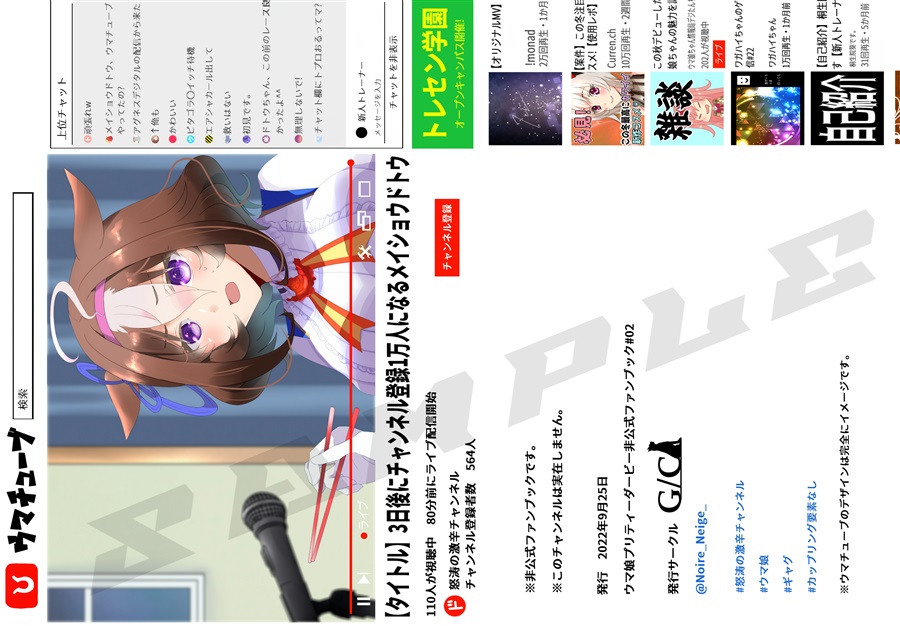 ウマチューブ
検索
ライブ
【タイトル】3日後にチャンネル登録1万人になるメイショウドトウ
110人が視聴中 80分前にライブ配信開始
ド
怒涛の激辛チャンネル
チャンネル登録者数 564人
チャンネル登録
※非公式ファンブックです。
※このチャンネルは実在しません。
発行 2022年9月25日
ウマ娘プリティーダービー非公式ファンブック#02
発行サークル G/C
@Noire_Neige_
#怒涛の激辛チャンネル
#ウマ娘
#ギャグ
#カップリング要素なし
※ウマチューブのデザインは完全にイメージです。
SAMPLE
上位チャット
頑張れw
メイショウドトウ、ウマチューブ
やってたの?
アグネスデジタルの配信から来た
↑俺も
かわいい
ピタゴラ〇イッチ待機
エアシャカール出して
救いはない
初見です。
ドトウちゃん、この前のレース良
かったよ^^
無理しないで!
チャット欄にトプロおるってマ?
新人トレーナー
メッセージを入力
チャットを非表示
トレセン学園
オープンキャンパス開催!
【オリジナルMV】
!monad
2万回再生・1か月
【案件】この冬注目
スメ!【使用レポ】
Curren.ch
10万回再生・2週間
必見!
この冬最高に
この秋デビューした
娘ちゃんの魅力を語
202人が視聴中
ライブ
雑談
ワガハイちゃんのゲ
信#22
ワガハイちゃん
1万回再生・1か月前
【自己紹介】桐生
す【新人トレーナ
桐生院葵です。
31回再生・5か月前
自己紹介